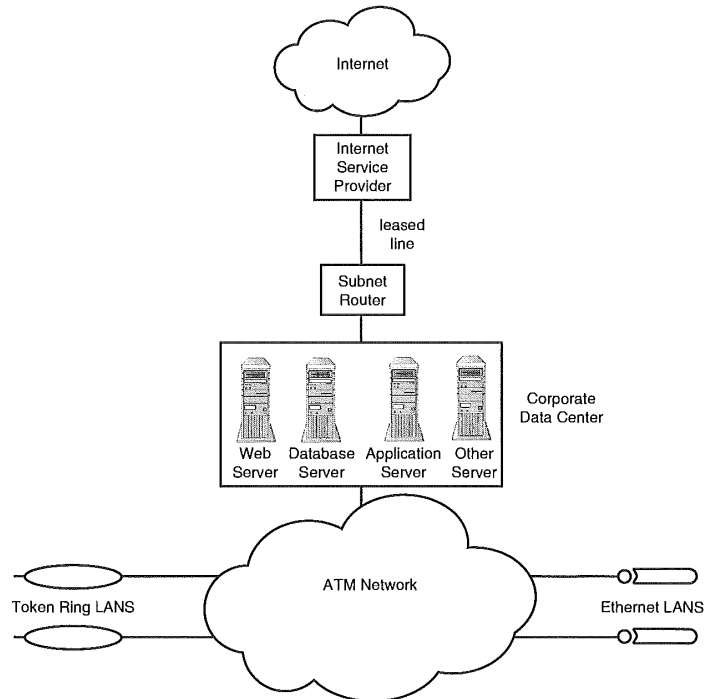 Internet
Internet
Service
Provider
leased
line
Subnet
Router
Web
Server
Database
Server
Application
Server
Other
Server
Corporate
Data Center
ATM Network
Token Ring LANS
Ethernet LANS